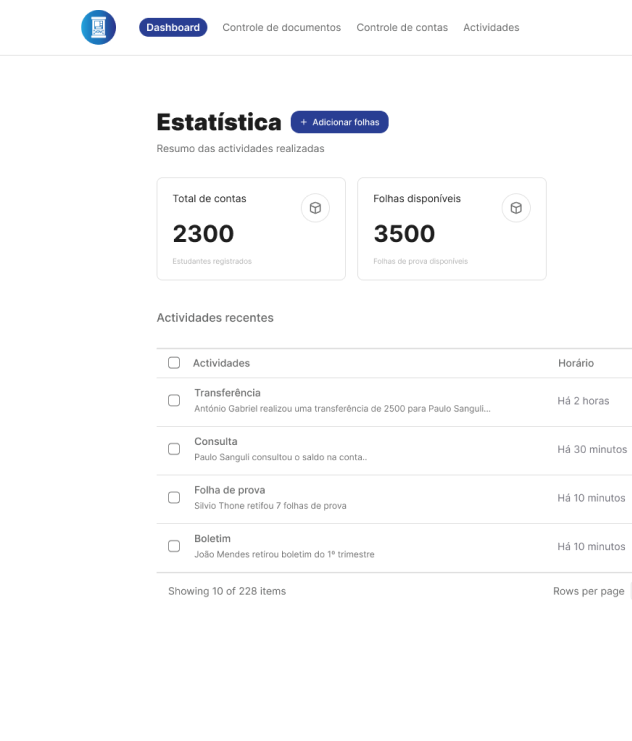 Dashboard Controle de documentos Controle de contas Actividades
Estatística + Adicionar folhas
Resumo das actividades realizadas
Total de contas
2300
Estudantes registrados
Folhas disponíveis
3500
Folhas de prova disponíveis
Actividades recentes
Actividades Horário
Transferência
António Gabriel realizou uma transferência de 2500 para Paulo Sanguli...
Há 2 horas
Consulta
Paulo Sanguli consultou o saldo na conta..
Há 30 minutos
Folha de prova
Silvio Thone retifou 7 folhas de prova
Há 10 minutos
Boletim
João Mendes retirou boletim do 1º trimestre
Há 10 minutos
Showing 10 of 228 items Rows per page